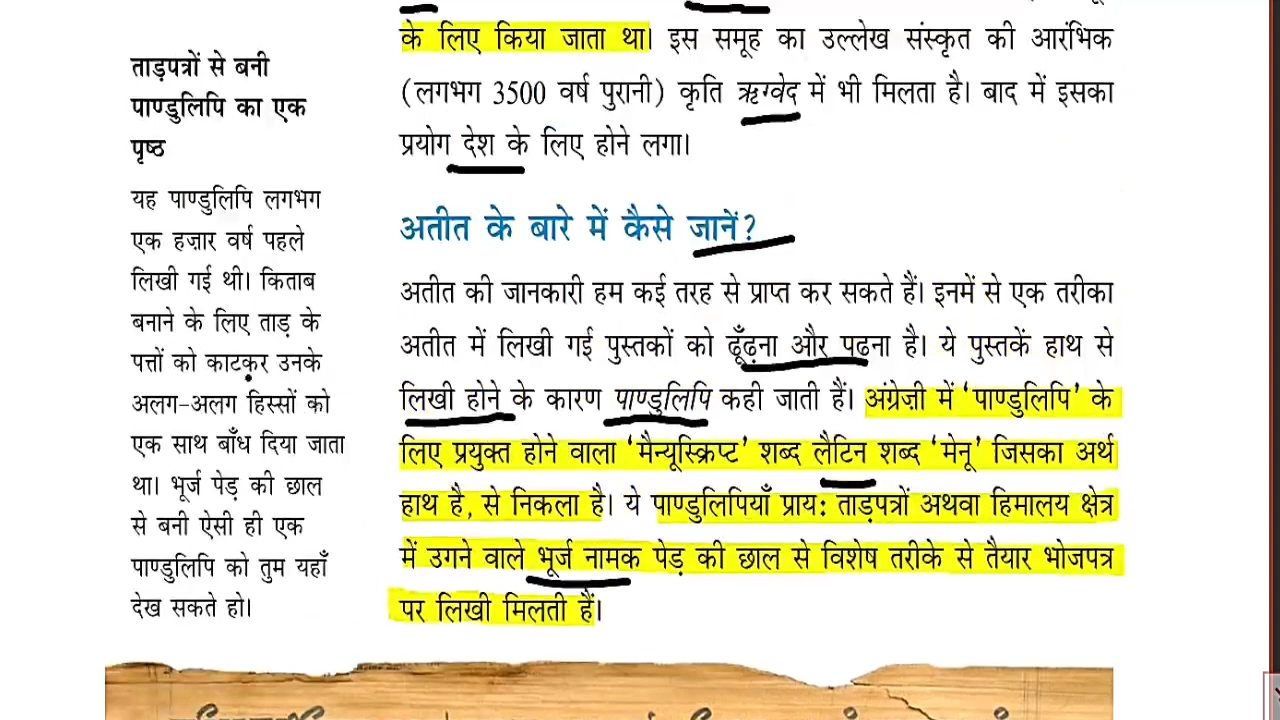 ताड़पत्रों से बनी
पाण्डुलिपि का एक
पृष्ठ
यह पाण्डुलिपि लगभग
एक हज़ार वर्ष पहले
लिखी गई थी। किताब
बनाने के लिए ताड़ के
पत्तों को काटकर उनके
अलग-अलग हिस्सों को
एक साथ बाँध दिया जाता
था। भूर्ज पेड़ की छाल
से बनी ऐसी ही एक
पाण्डुलिपि को तुम यहाँ
देख सकते हो।
के लिए किया जाता था। इस समूह का उल्लेख संस्कृत की आरंभिक
(लगभग 3500 वर्ष पुरानी) कृति ऋग्वेद में भी मिलता है। बाद में इसका
प्रयोग देश के लिए होने लगा।
अतीत के बारे में कैसे जानें?
अतीत की जानकारी हम कई तरह से प्राप्त कर सकते हैं। इनमें से एक तरीका
अतीत में लिखी गई पुस्तकों को ढूँढ़ना और पढ़ना है। ये पुस्तकें हाथ से
लिखी होने के कारण पाण्डुलिपि कही जाती हैं। अंग्रेज़ी में ‘पाण्डुलिपि’ के
लिए प्रयुक्त होने वाला ‘मैन्यूस्क्रिप्ट’ शब्द लैटिन शब्द ‘मेनू’ जिसका अर्थ
हाथ है, से निकला है। ये पाण्डुलिपियाँ प्राय: ताड़पत्रों अथवा हिमालय क्षेत्र
में उगने वाले भूर्ज नामक पेड़ की छाल से विशेष तरीके से तैयार भोजपत्र
पर लिखी मिलती हैं।